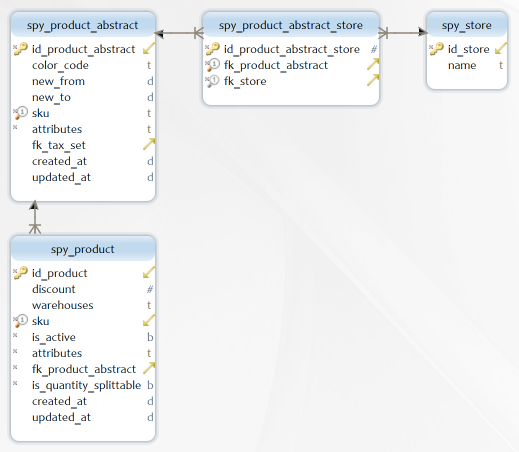 spy_product_abstract
id_product_abstract
color_code t
new_from d
new_to d
sku t
attributes t
fk_tax_set
created_at d
updated_at d
spy_product_abstract_store
id_product_abstract_store #
fk_product_abstract
fk_store
spy_store
id_store
name t
spy_product
id_product
discount #
warehouses t
sku
is_active b
attributes t
fk_product_abstract
is_quantity_splittable b
created_at d
updated_at d